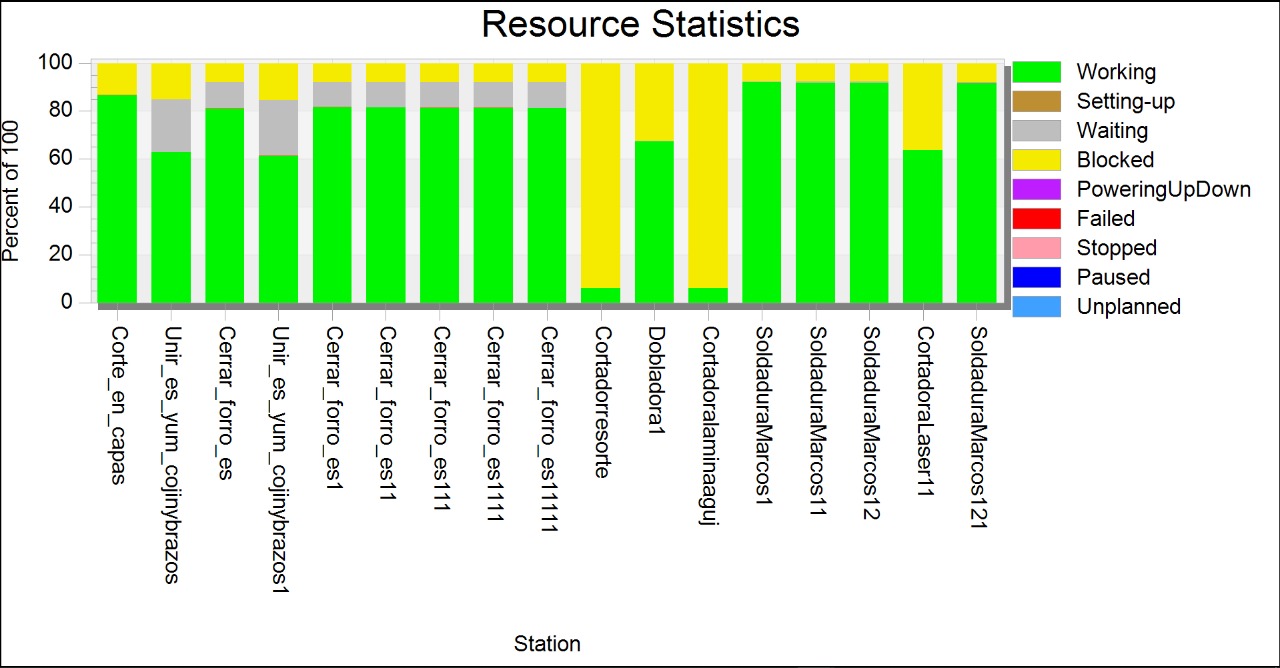 Resource Statistics
Percent of 100
100
80
60
40
20
0
Working
Setting-up
Waiting
Blocked
PoweringUpDown
Failed
Stopped
Paused
Unplanned
Corte_en_capas
Unir_es_yum_cojinybrazos
Cerrar_forro_es
Unir_es_yum_cojinybrazos1
Cerrar_forro_es1
Cerrar_forro_es11
Cerrar_forro_es111
Cerrar_forro_es1111
Cerrar_forro_es11111
Cortadorresorte
Dobladora1
Cortadoralaminaaguj
SoldaduraMarcos1
SoldaduraMarcos11
SoldaduraMarcos12
CortadoraLaser11
SoldaduraMarcos121
Station